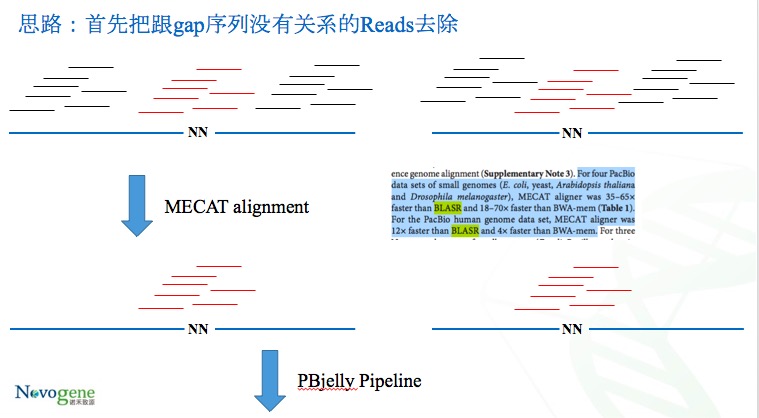 思路：首先把跟gap序列没有关系的Reads去除
NN
NN
MECAT alignment
ence genome alignment (Supplementary Note 3). For four PacBio
data sets of small genomes (E. coli, yeast, Arabidopsis thaliana
and Drosophila melanogaster), MECAT aligner was 35–65×
faster than BLASR and 18–70× faster than BWA-mem (Table 1).
For the PacBio human genome data set, MECAT aligner was
12× faster than BLASR and 4× faster than BWA-mem. For three
NN
NN
PBjelly Pipeline
Novogene
诺禾致源